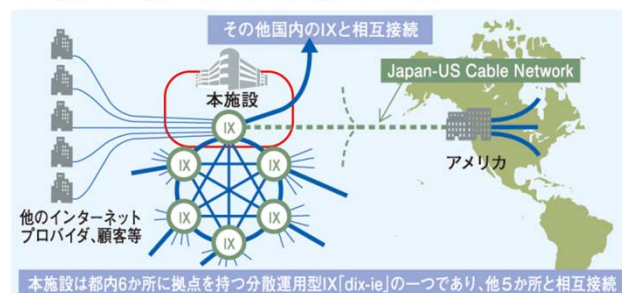 その他国内のIXと相互接続
Japan-US Cable Network
本施設
IX
アメリカ
IX
IX
IX
IX
IX
他のインターネット
プロバイダ、顧客等
本施設は都内6か所に拠点を持つ分散運用型IX「dix-ie」の一つであり、他5か所と相互接続